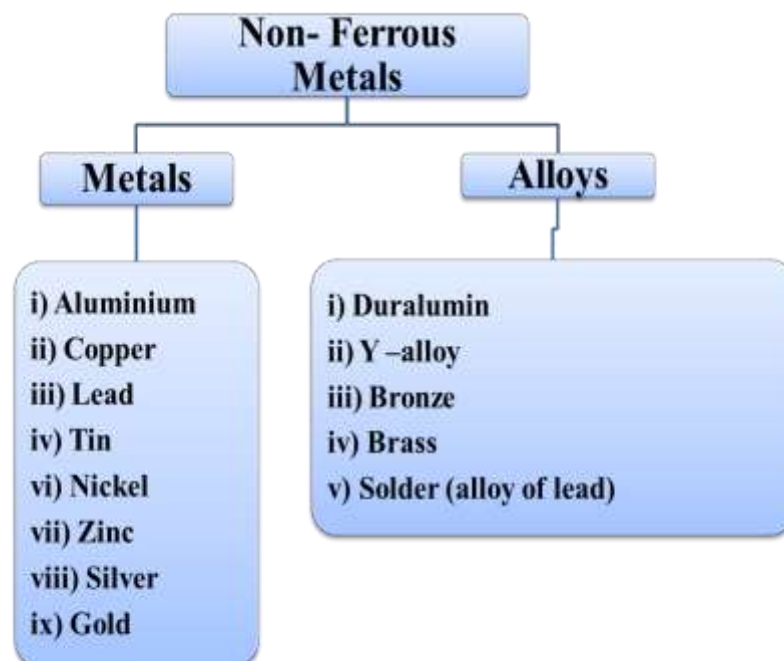 Non- Ferrous
Metals
Metals
Alloys
i) Aluminium
ii) Copper
iii) Lead
iv) Tin
vi) Nickel
vii) Zinc
viii) Silver
ix) Gold
i) Duralumin
ii) Y –alloy
iii) Bronze
iv) Brass
v) Solder (alloy of lead)